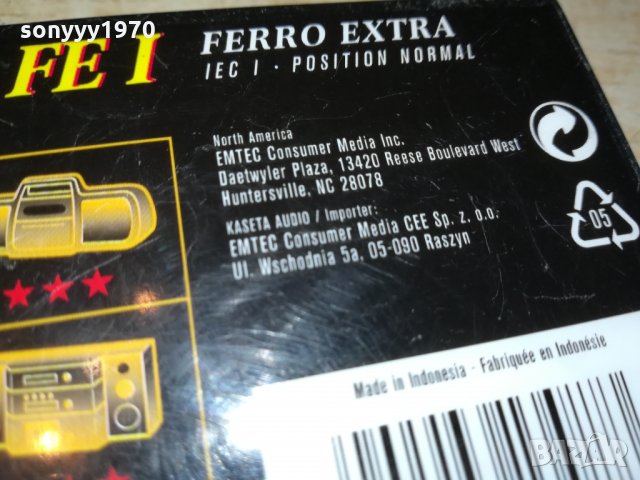 sonyyy1970
FE I
FERRO EXTRA
IEC I · POSITION NORMAL
North America
EMTEC Consumer Media Inc.
Daetwyler Plaza, 13420 Reese Boulevard West
Huntersville, NC 28078
KASETA AUDIO / Importer:
EMTEC Consumer Media CEE Sp. z. o.o.
Ul. Wschodnia 5a, 05-090 Raszyn
05
Made in Indonesia · Fabriquée en Indonésie
BAZAR